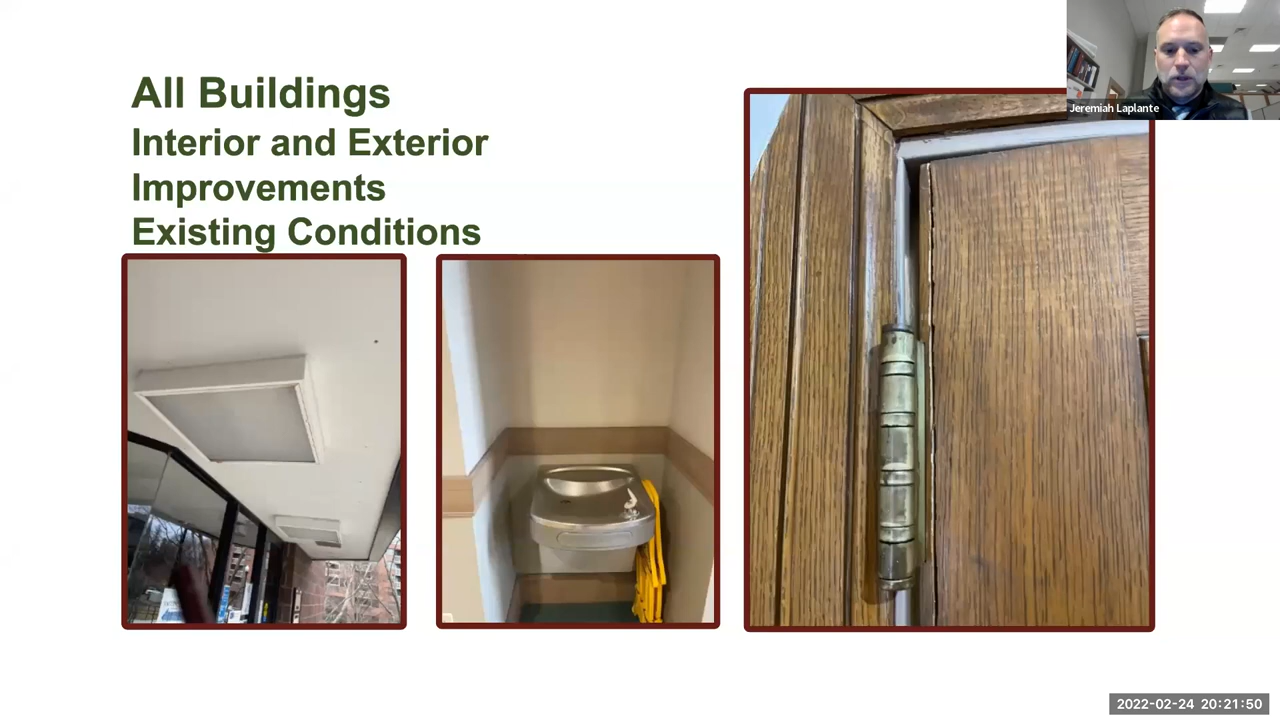 All Buildings
Interior and Exterior
Improvements
Existing Conditions
Jeremiah Laplante
2022-02-24 20:21:50